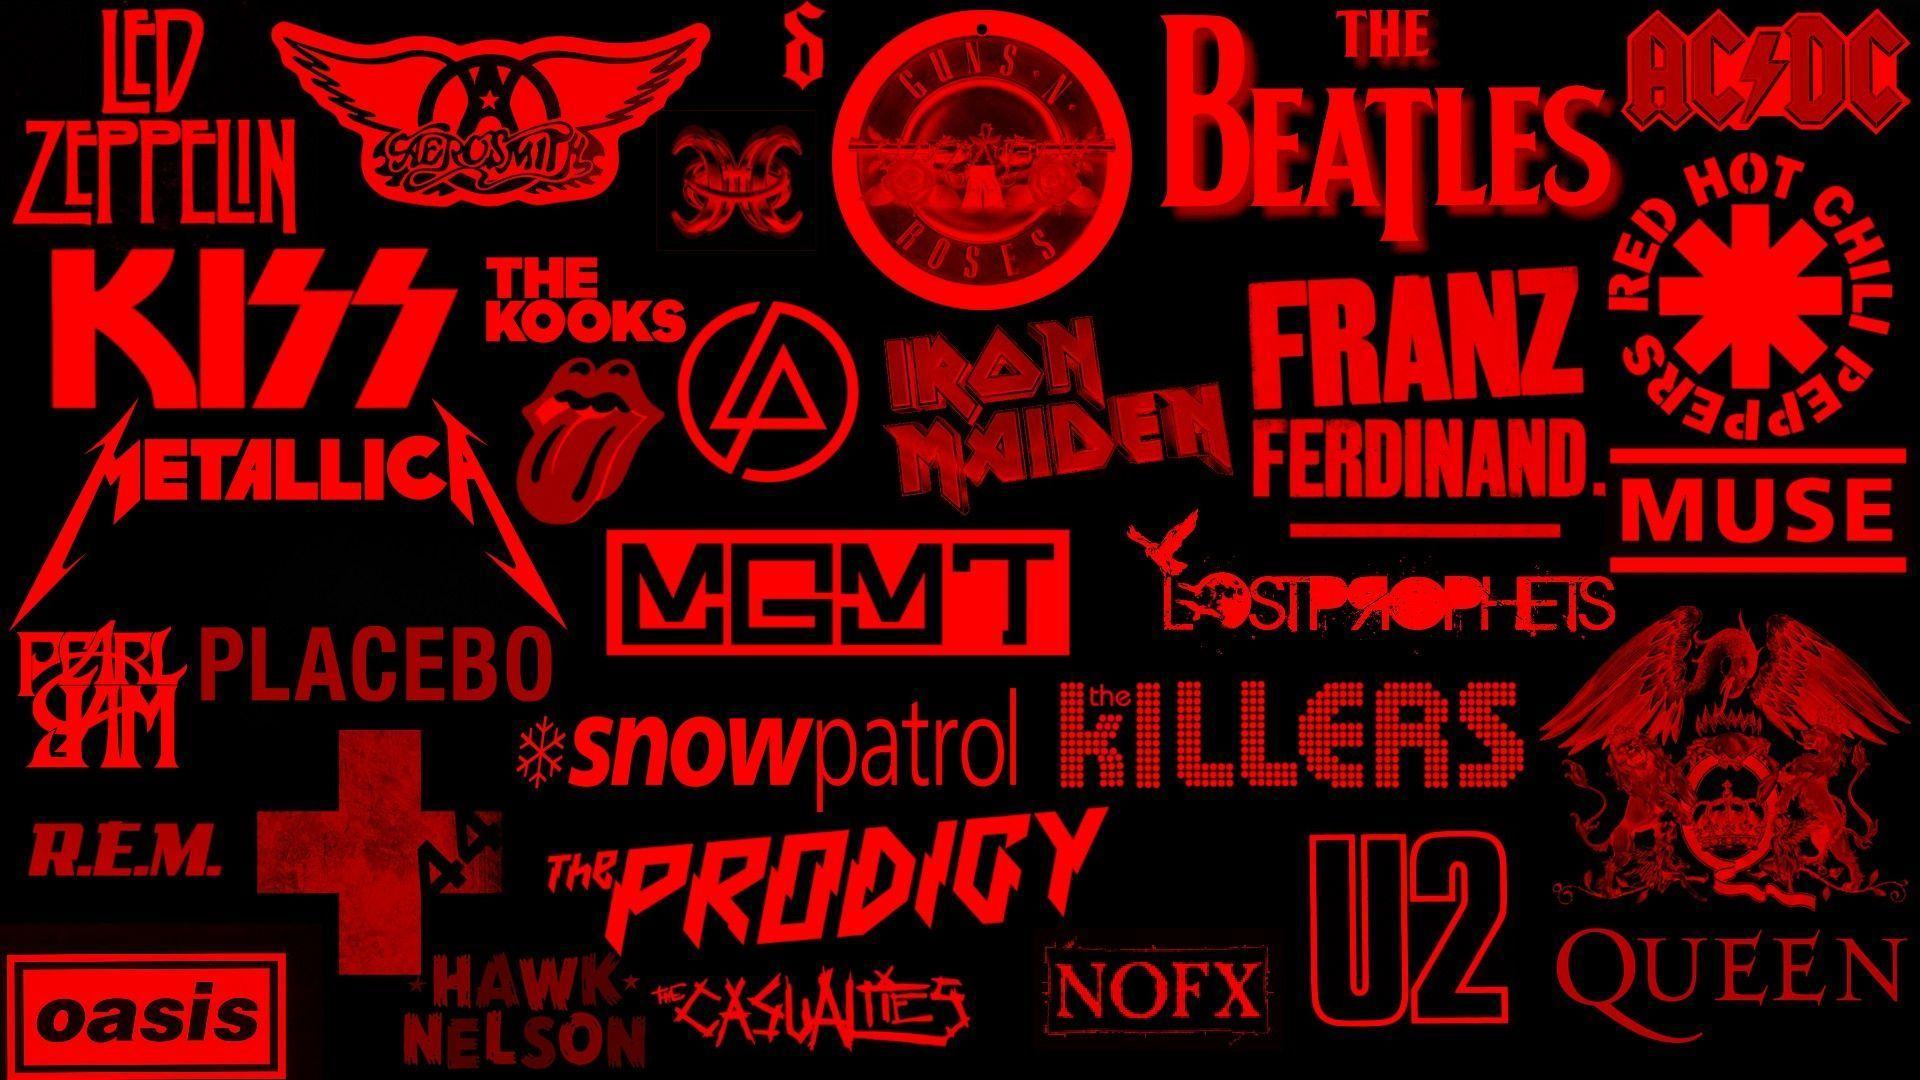 LED
ZEPPELIN
AEROSMITH
GUNS · N ·
ROSES
THE
BEATLES
AC DC
RED HOT CHILI PEPPERS
KISS
THE
KOOKS
IRON
MAIDEN
FRANZ
FERDINAND.
METALLICA
MUSE
MGMT
LOSTPROPHETS
PEARL
JAM
PLACEBO
snowpatrol
the KILLERS
R.E.M.
44
THE PRODIGY
U2
QUEEN
oasis
HAWK
NELSON
THE CASUALTIES
NOFX